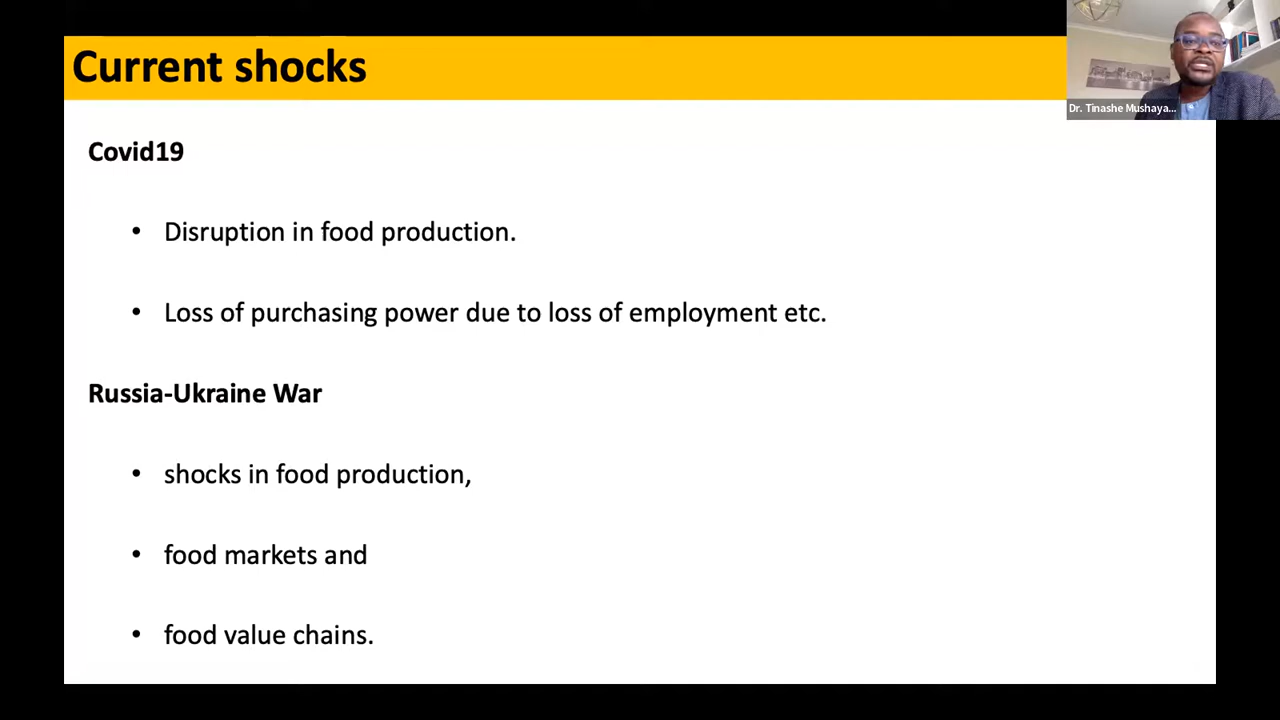 Current shocks
Dr. Tinashe Mushaya...
Covid19
• Disruption in food production.
• Loss of purchasing power due to loss of employment etc.
Russia-Ukraine War
• shocks in food production,
• food markets and
• food value chains.